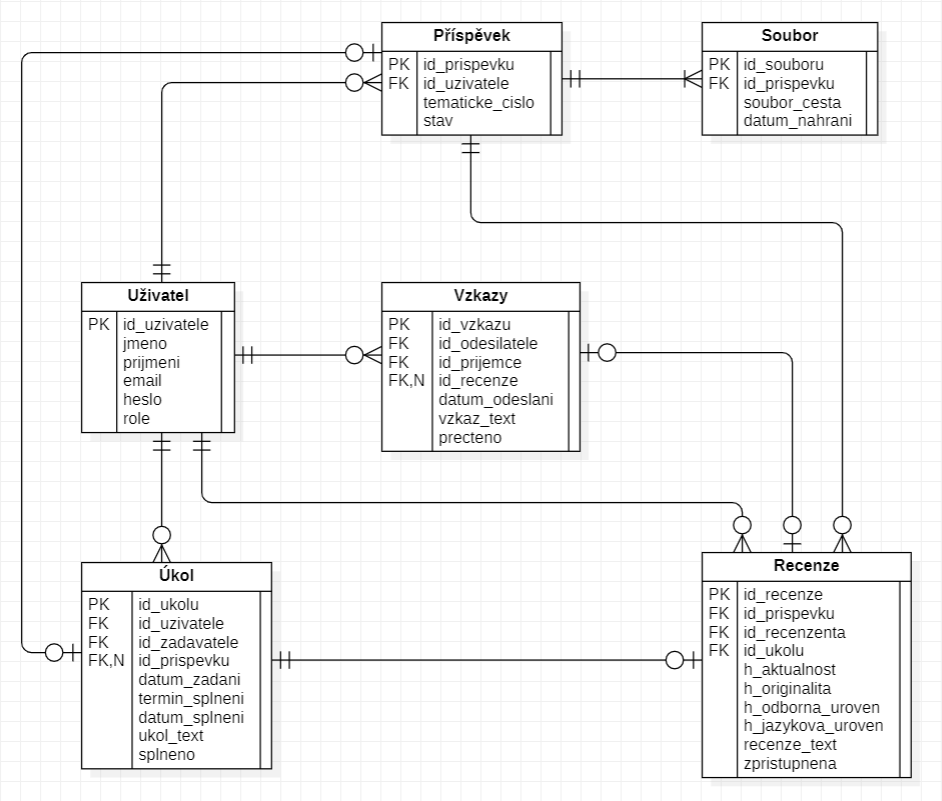 Příspěvek
PK id_prispevku
FK id_uzivatele
tematicke_cislo
stav
Soubor
PK id_souboru
FK id_prispevku
soubor_cesta
datum_nahrani
Uživatel
PK id_uzivatele
jmeno
prijmeni
email
heslo
role
Vzkazy
PK id_vzkazu
FK id_odesilatele
FK id_prijemce
FK,N id_recenze
datum_odeslani
vzkaz_text
precteno
Úkol
PK id_ukolu
FK id_uzivatele
FK id_zadavatele
FK,N id_prispevku
datum_zadani
termin_splneni
datum_splneni
ukol_text
splneno
Recenze
PK id_recenze
FK id_prispevku
FK id_recenzenta
FK id_ukolu
h_aktualnost
h_originalita
h_odborna_uroven
h_jazykova_uroven
recenze_text
zpristupnena